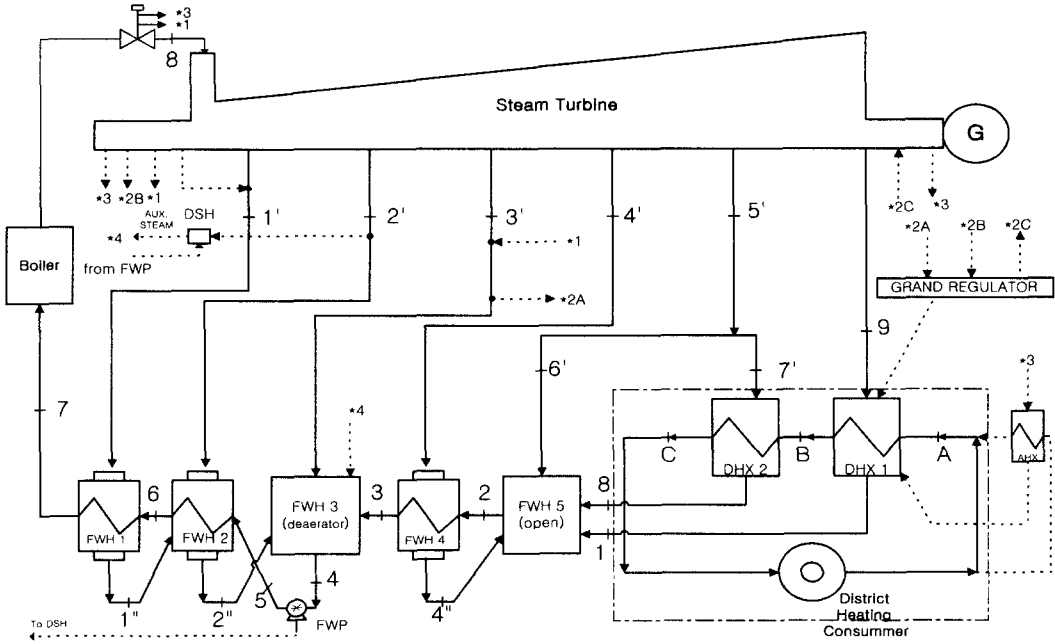 *3
*1
8
Steam Turbine
G
*3
*2B
*1
AUX.
STEAM
DSH
*4
from FWP
1'
2'
3'
4'
5'
*1
*2A
*2C
*3
*2A
*2B
*2C
GRAND REGULATOR
Boiler
9
6'
7'
*3
7
*4
C
DHX 2
B
DHX 1
A
AHX
6
FWH 1
FWH 2
FWH 3
(deaerator)
3
FWH 4
2
FWH 5
(open)
8
1
4
5
1"
2"
FWP
4"
To DSH
District
Heating
Consummer